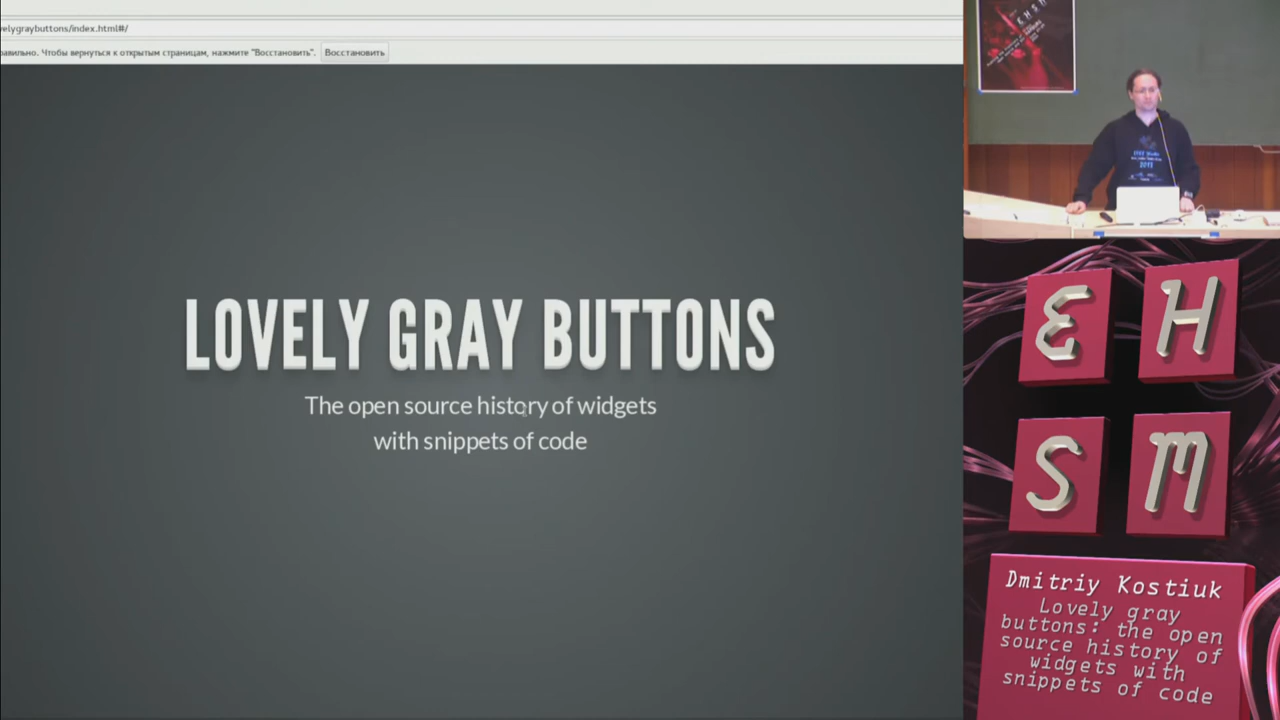 velygraybuttons/index.html#/
равильно. Чтобы вернуться к открытым страницам, нажмите "Восстановить". Восстановить
LOVELY GRAY BUTTONS
The open source history of widgets
with snippets of code
EHSM
2012
E H
S M
Dmitriy Kostiuk
Lovely gray
buttons: the open
source history of
widgets with
snippets of code